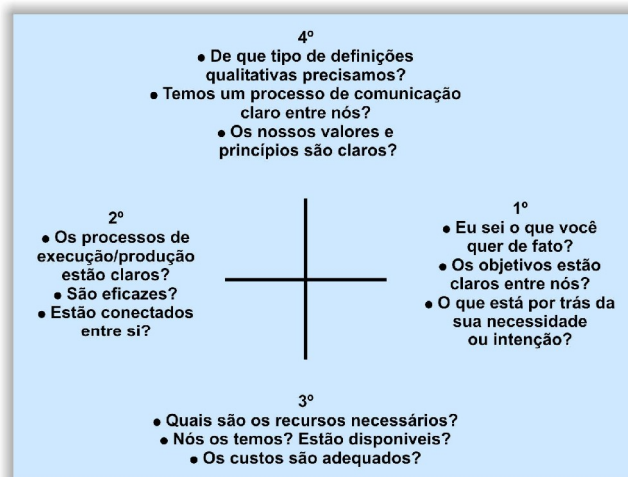 4º
● De que tipo de definições
qualitativas precisamos?
● Temos um processo de comunicação
claro entre nós?
● Os nossos valores e
princípios são claros?
2º
● Os processos de
execução/produção
estão claros?
● São eficazes?
● Estão conectados
entre si?
1º
● Eu sei o que você
quer de fato?
● Os objetivos estão
claros entre nós?
● O que está por trás da
sua necessidade
ou intenção?
3º
● Quais são os recursos necessários?
● Nós os temos? Estão disponiveis?
● Os custos são adequados?